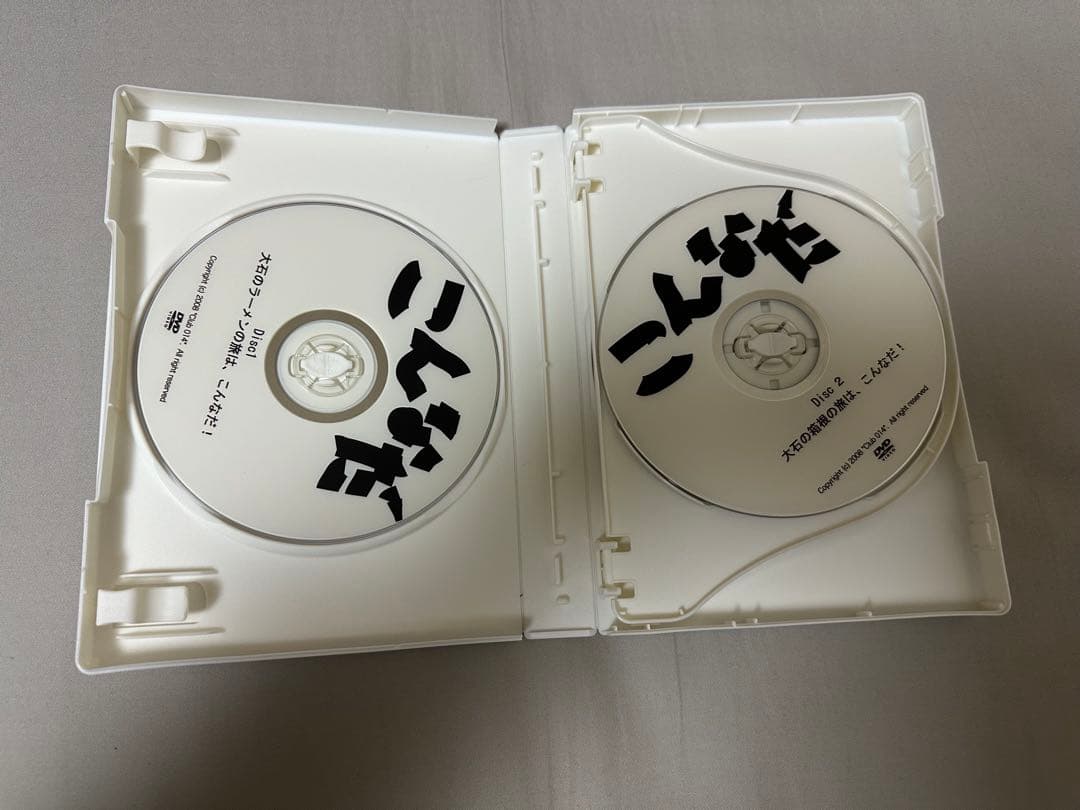 こんなだ
Disc1
大石のラーメンの旅は、こんなだ！
DVD
VIDEO
Copyright (c) 2008 "Club 014". All right reserved
こんなだ
Disc 2
大石の箱根の旅は、こんなだ！
DVD
VIDEO
Copyright (c) 2008 "Club 014". All right reserved